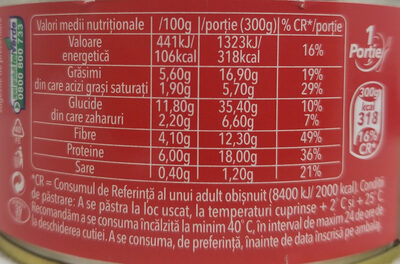 Valori medii nutriționale /100g /porție (300g) % CR*/porție
Valoare energetică 441kJ/ 106kcal 1323kJ/ 318kcal 16%
Grăsimi 5,60g 16,90g 19%
din care acizi grași saturați 1,90g 5,70g 29%
Glucide 11,80g 35,40g 10%
din care zaharuri 2,20g 6,60g 7%
Fibre 4,10g 12,30g 49%
Proteine 6,00g 18,00g 36%
Sare 0,40g 1,20g 21%
*CR = Consumul de Referință al unui adult obișnuit (8400 kJ/ 2000 kcal). Condiții
de păstrare: A se păstra la loc uscat, la temperaturi cuprinse + 2°C și + 25°C
Recomandăm a se consuma încălzită la minim 40°C, în interval de maxim 24 de ore de
la deschiderea cutiei. A se consuma, de preferință, înainte de data înscrisă pe ambalaj.
1
Porție
300g
318
16%
CR*
0800 800 733